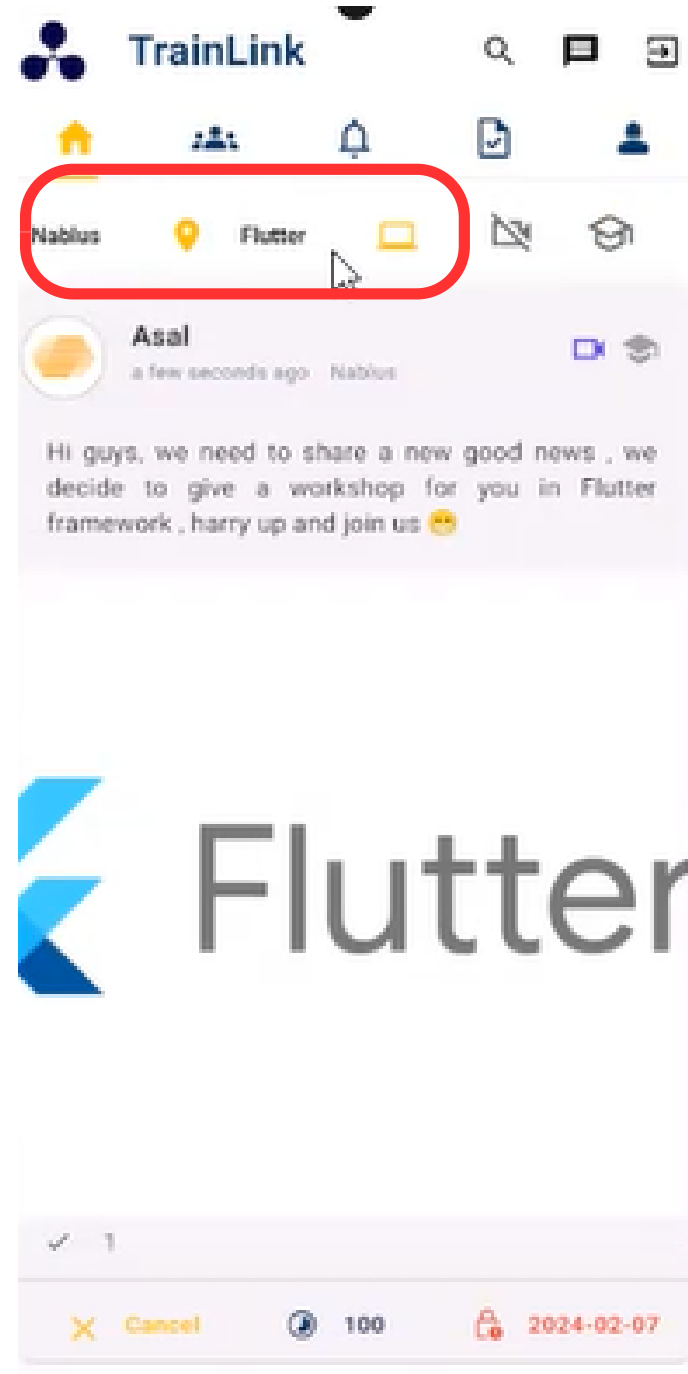 TrainLink
Nablus Flutter
Asal
a few seconds ago Nablus
Hi guys, we need to share a new good news , we
decide to give a workshop for you in Flutter
framework , harry up and join us 😁
Flutter
1
Cancel 100 2024-02-07